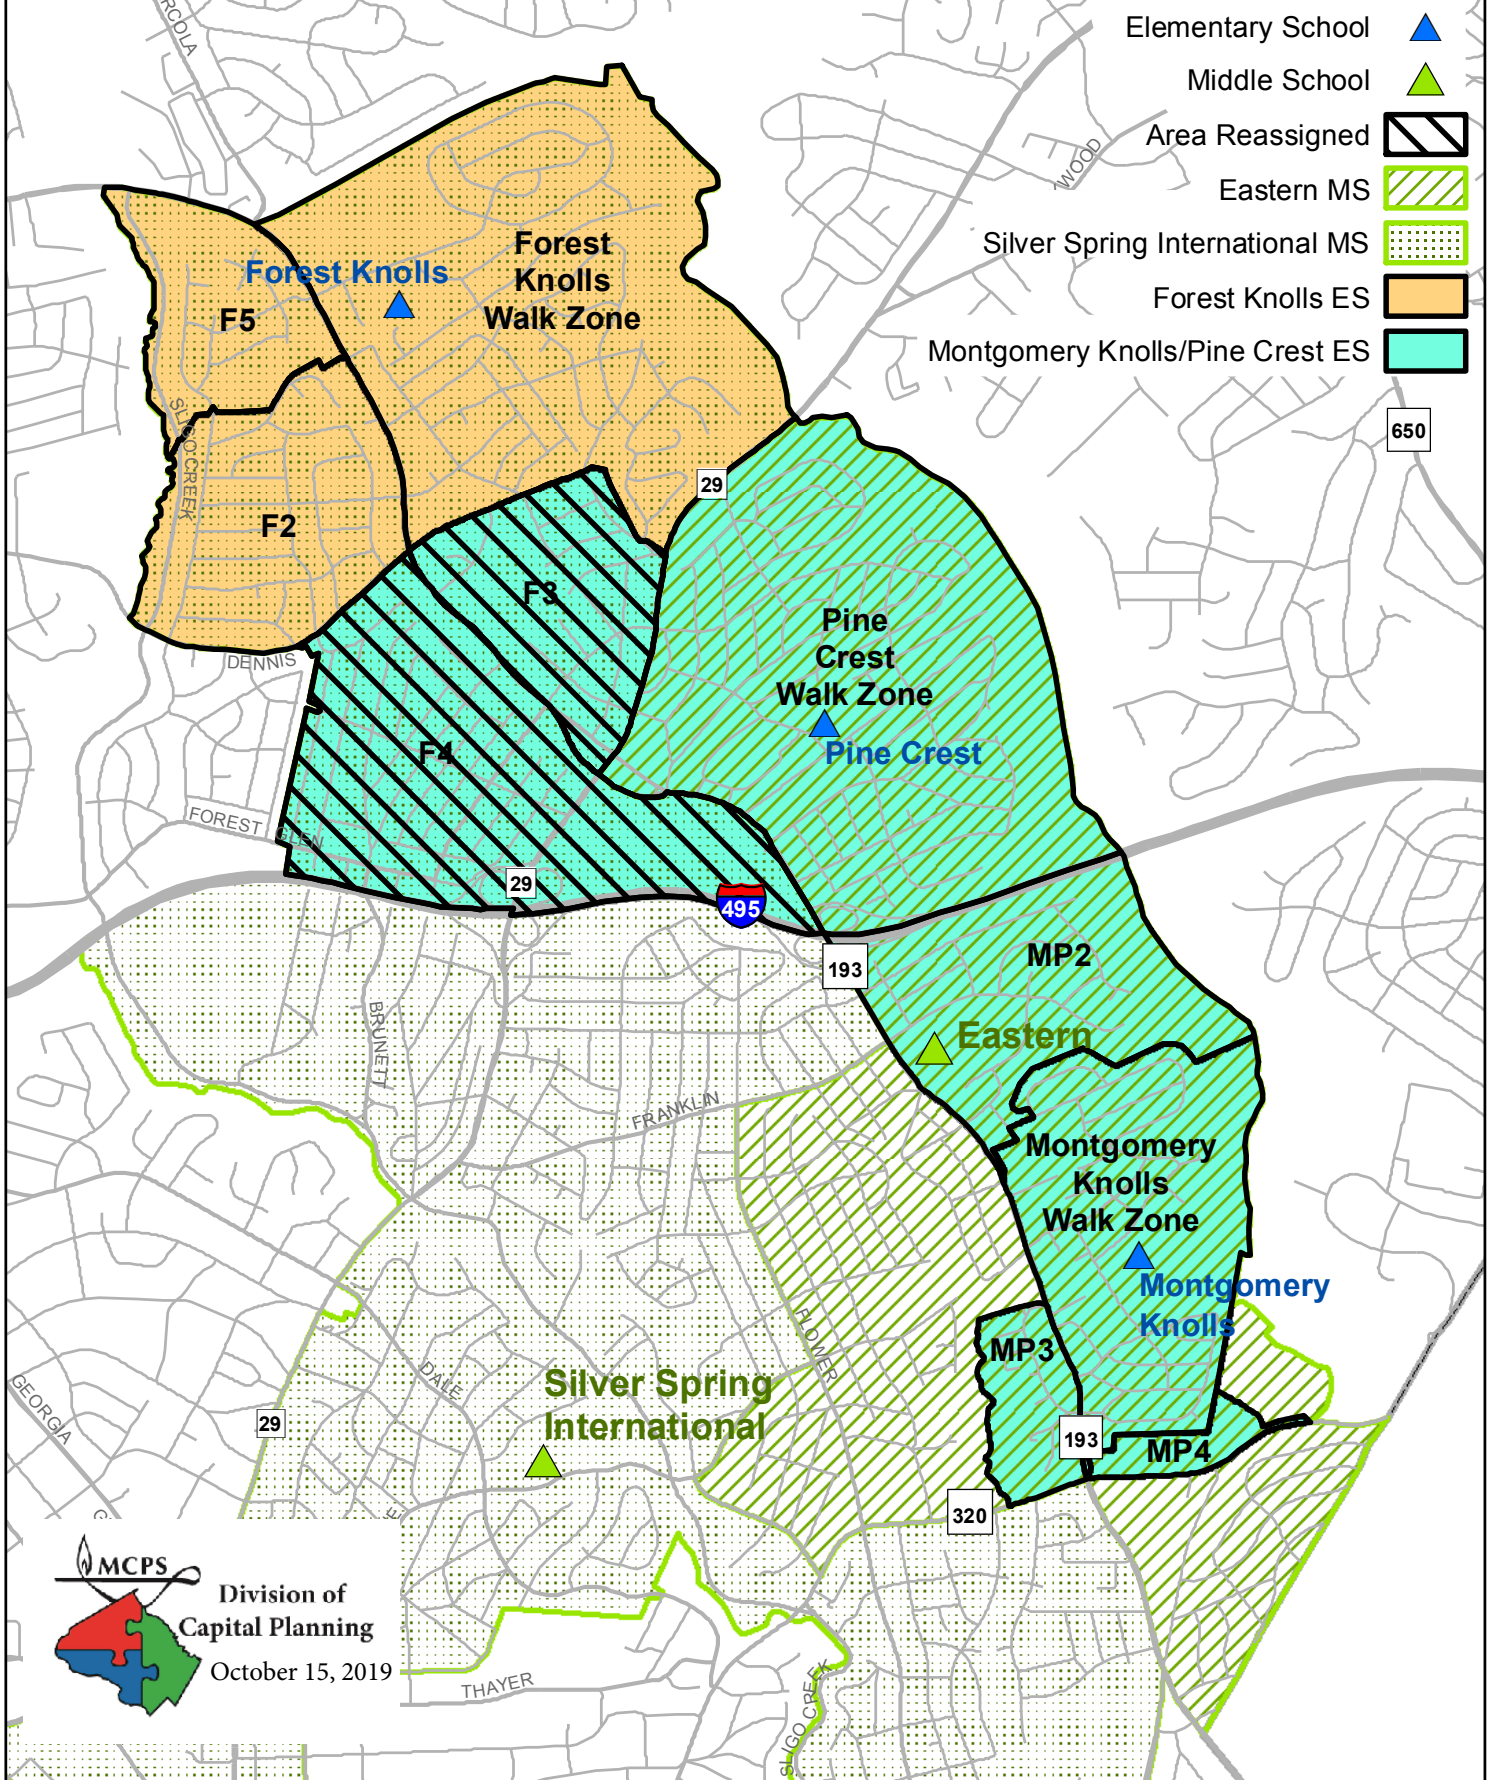 Elementary School
Middle School
Area Reassigned
Eastern MS
Silver Spring International MS
Forest Knolls ES
Montgomery Knolls/Pine Crest ES
RCOLA
WOOD
650
Forest
Knolls
Walk Zone
Forest Knolls
F5
SLIGO CREEK
F2
29
F3
DENNIS
Pine
Crest
Walk Zone
Pine Crest
F4
FOREST GLEN
29
495
193
MP2
BRUNETT
Eastern
FRANKLIN
Montgomery
Knolls
Walk Zone
Montgomery
Knolls
FLOWER
MP3
DALE
Silver Spring
International
GEORGIA
29
193
MP4
320
MCPS
Division of
Capital Planning
October 15, 2019
THAYER
SLIGO CREEK